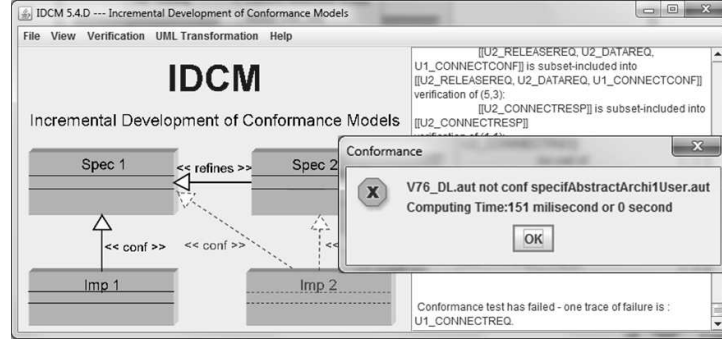 IDCM 5.4.D --- Incremental Development of Conformance Models
File View Verification UML Transformation Help
IDCM
Incremental Development of Conformance Models
Spec 1
<< refines >>
Spec 2
<< conf >>
<< conf >>
<<
Imp 1
Imp 2
[[U2_RELEASEREQ, U2_DATAREQ,
U1_CONNECTCONF]] is subset-included into
[[U2_RELEASEREQ, U2_DATAREQ, U1_CONNECTCONF]]
verification of (5,3):
[[U2_CONNECTRESP]] is subset-included into
[[U2_CONNECTRESP]]
Conformance
V76_DL.aut not conf specifAbstractArchi1User.aut
Computing Time:151 milisecond or 0 second
OK
Conformance test has failed - one trace of failure is :
U1_CONNECTREQ.